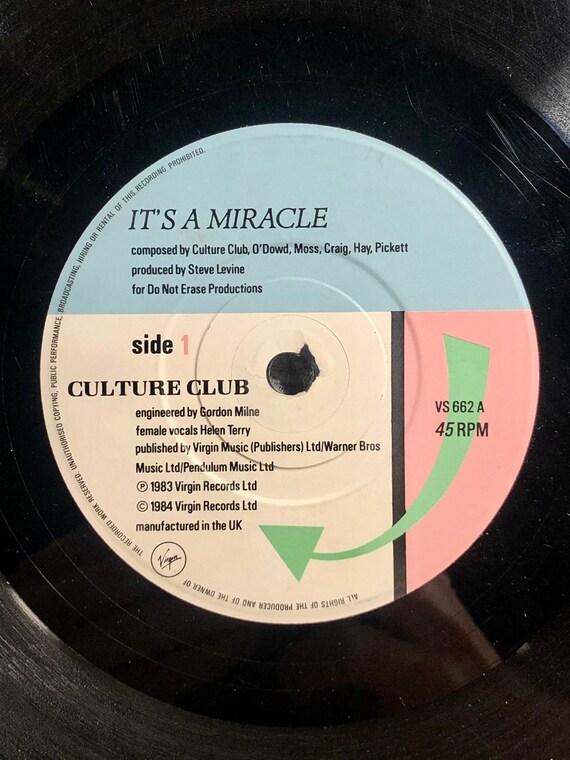 IT'S A MIRACLE
composed by Culture Club, O'Dowd, Moss, Craig, Hay, Pickett
produced by Steve Levine
for Do Not Erase Productions
side 1
CULTURE CLUB
engineered by Gordon Milne
female vocals Helen Terry
published by Virgin Music (Publishers) Ltd/Warner Bros
Music Ltd/Pendulum Music Ltd
℗ 1983 Virgin Records Ltd
© 1984 Virgin Records Ltd
manufactured in the UK
VS 662 A
45 RPM
Virgin
ALL RIGHTS OF THE PRODUCER AND OF THE OWNER OF THE RECORDED WORK RESERVED. UNAUTHORISED COPYING, PUBLIC PERFORMANCE, BROADCASTING, HIRING OR RENTAL OF THIS RECORDING PROHIBITED.